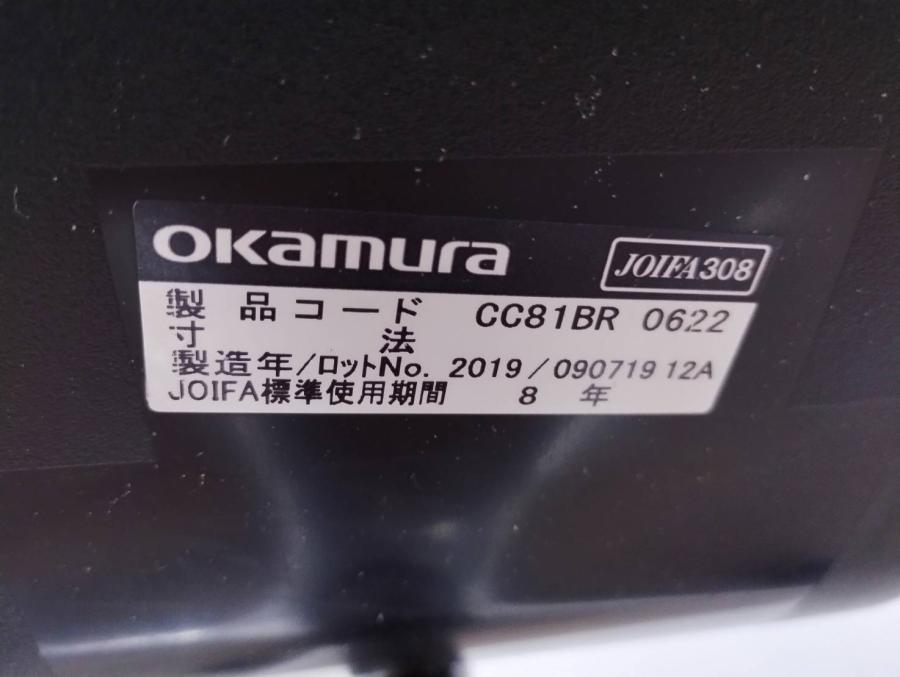 OKamura
JOIFA308
製品コード CC81BR 0622
寸法
製造年/ロットNo. 2019/090719 12A
JOIFA標準使用期間 8 年